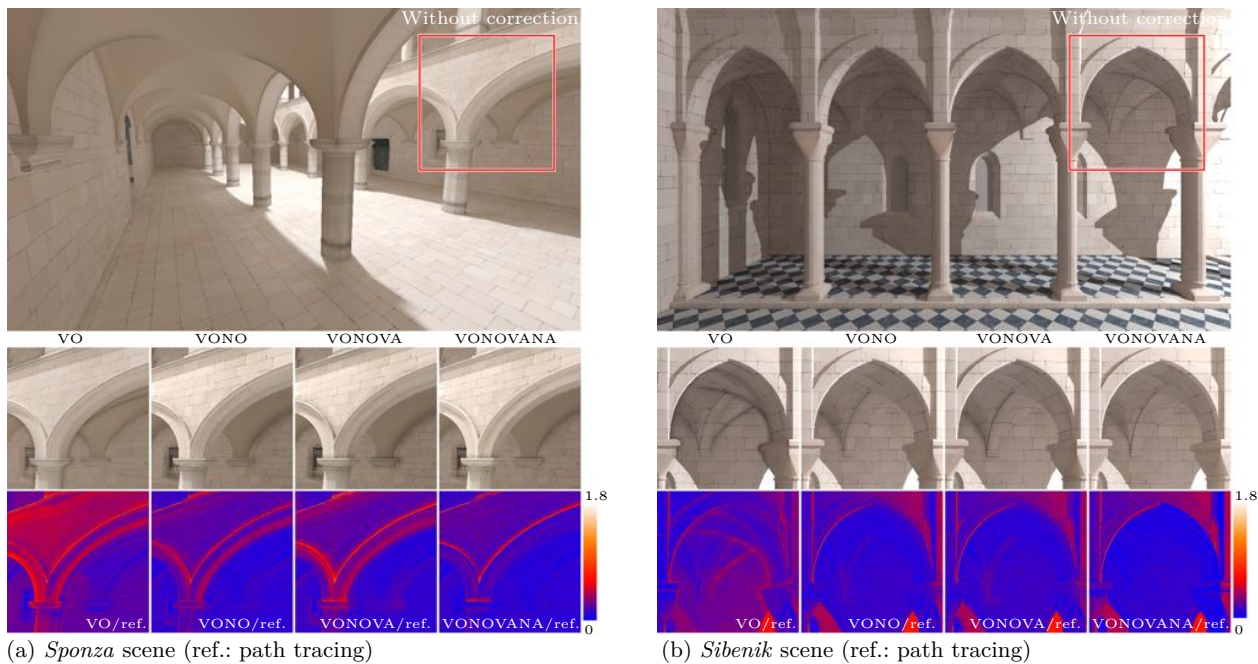 Without correction
VO VONO VONOVA VONOVANA
1.8
0
VO/ref. VONO/ref. VONOVA/ref. VONOVANA/ref.
(a) Sponza scene (ref.: path tracing)
Without correction
VO VONO VONOVA VONOVANA
1.8
0
VO/ref. VONO/ref. VONOVA/ref. VONOVANA/ref.
(b) Sibenik scene (ref.: path tracing)